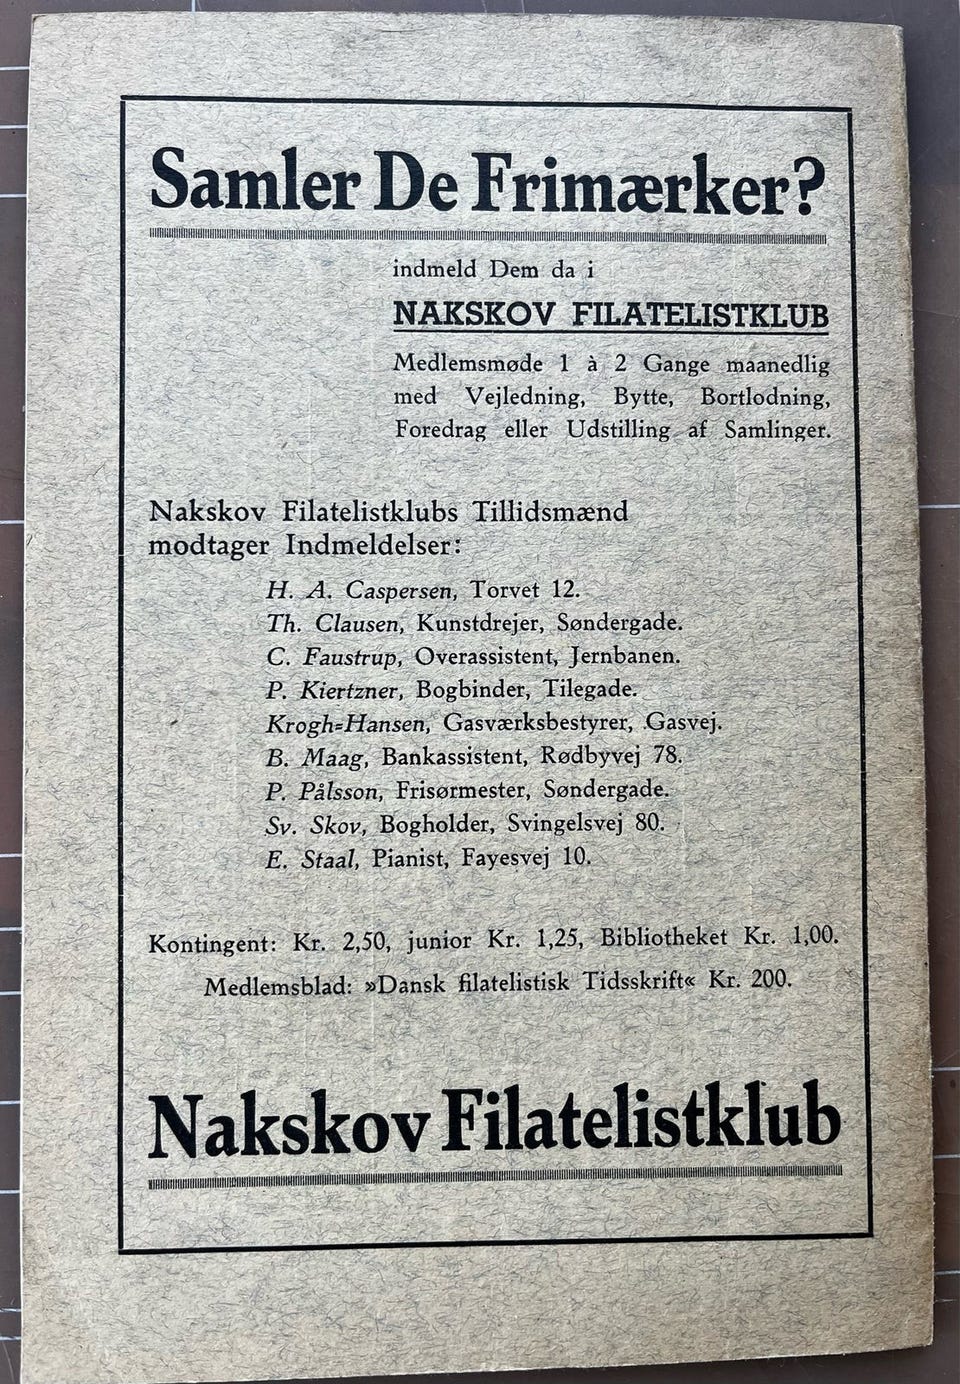 Samler De Frimærker?
indmeld Dem da i
NAKSKOV FILATELISTKLUB
Medlemsmøde 1 à 2 Gange maanedlig
med Vejledning, Bytte, Bortlodning,
Foredrag eller Udstilling af Samlinger.
Nakskov Filatelistklubs Tillidsmænd
modtager Indmeldelser:
H. A. Caspersen, Torvet 12.
Th. Clausen, Kunstdrejer, Søndergade.
C. Faustrup, Overassistent, Jernbanen.
P. Kiertzner, Bogbinder, Tilegade.
Krogh=Hansen, Gasværksbestyrer, Gasvej.
B. Maag, Bankassistent, Rødbyvej 78.
P. Pålsson, Frisørmester, Søndergade.
Sv. Skov, Bogholder, Svingelsvej 80.
E. Staal, Pianist, Fayesvej 10.
Kontingent: Kr. 2,50, junior Kr. 1,25, Bibliotheket Kr. 1,00.
Medlemsblad: »Dansk filatelistisk Tidsskrift« Kr. 200.
Nakskov Filatelistklub